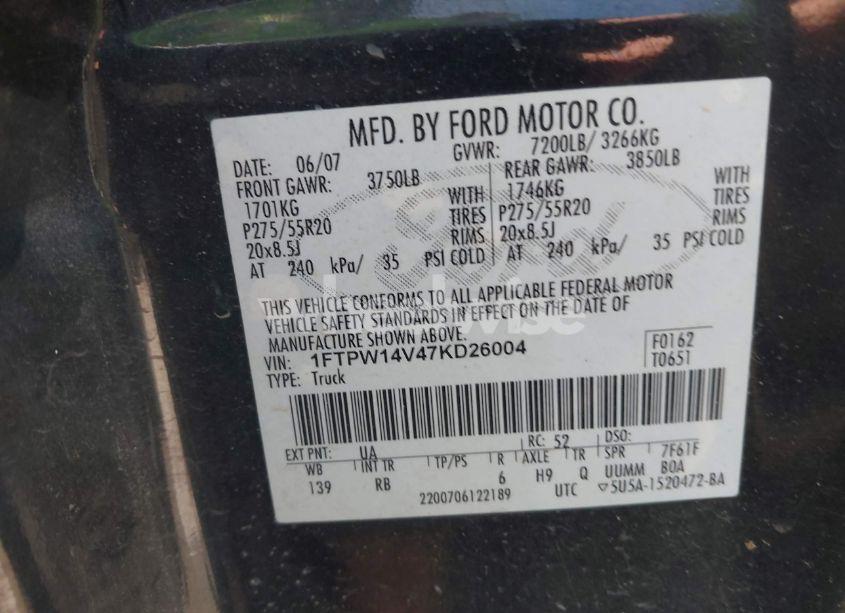 MFD. BY FORD MOTOR CO.
DATE: 06/07 GVWR: 7200LB/ 3266KG
FRONT GAWR: 3750LB REAR GAWR: 3850LB
1701KG WITH 1746KG WITH
P275/55R20 TIRES P275/55R20 TIRES
20x8.5J RIMS 20x8.5J RIMS
AT 240 kPa/ 35 PSI COLD AT 240 kPa/ 35 PSI COLD
Ford
THIS VEHICLE CONFORMS TO ALL APPLICABLE FEDERAL MOTOR
VEHICLE SAFETY STANDARDS IN EFFECT ON THE DATE OF
MANUFACTURE SHOWN ABOVE.
VIN: 1FTPW14V47KD26004 F0162
TYPE: Truck T0651
EXT PNT: UA RC: 52 DSO:
WB INT TR TP/PS R AXLE TR SPR 7F61F
139 RB 6 H9 Q UUMM BOA
2200706122189 UTC ▽5U5A-1520472-BA